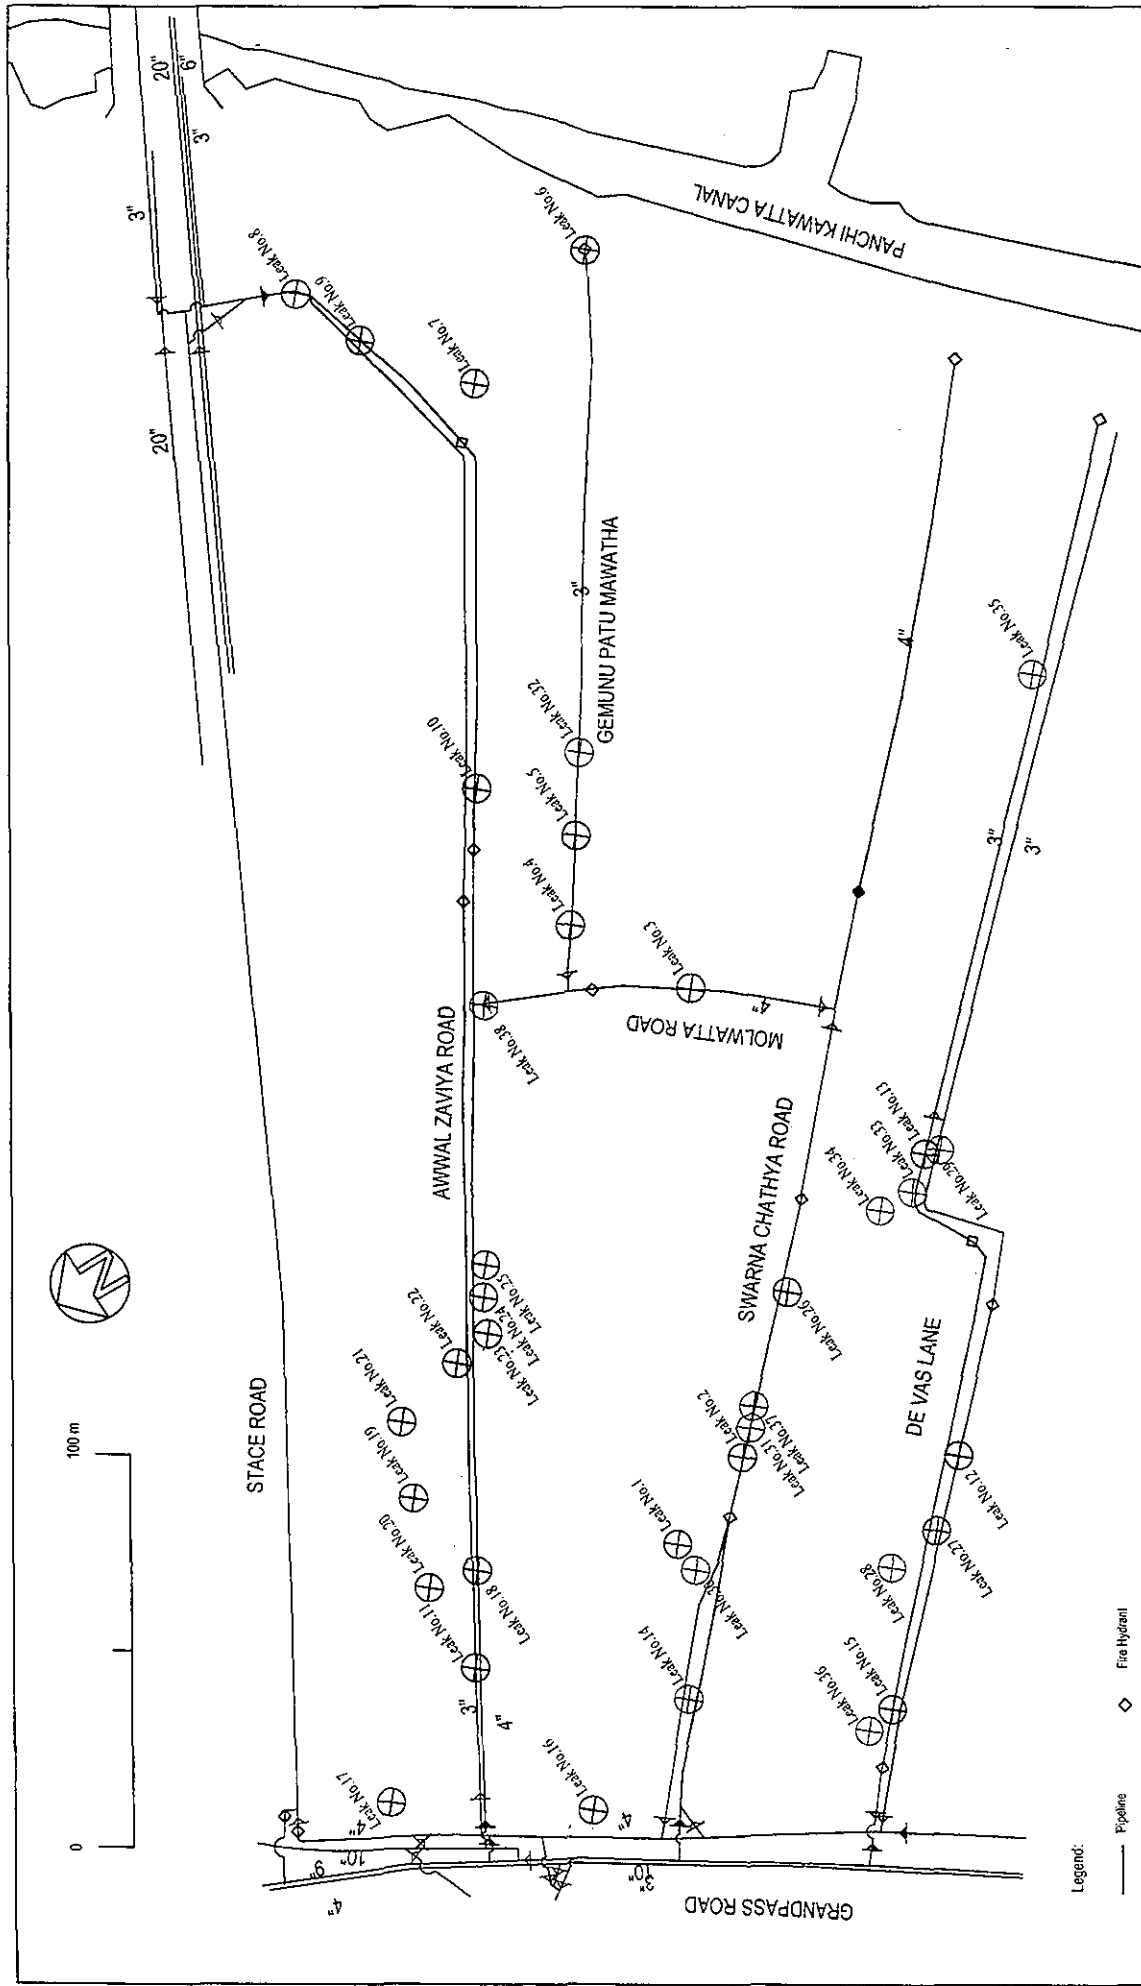 20"
6"
3"
3"
20"
Leak No.8
Leak No.9
Leak No.7
Leak No.6
PANCHI KAWATTA CANAL
3"
GEMUNU PATU MAWATHA
Leak No.10
Leak No.32
Leak No.5
Leak No.4
Leak No.3
Leak No.38
4"
MOLWATTA ROAD
AWWAL ZAVIYA ROAD
4"
Leak No.35
3"
3"
Leak No.13
Leak No.33
Leak No.34
Leak No.29
SWARNA CHATHYA ROAD
Leak No.26
DE VAS LANE
STACE ROAD
100 m
0
N
Leak No.22
Leak No.25
Leak No.24
Leak No.23
Leak No.21
Leak No.19
Leak No.20
Leak No.18
Leak No.11
3"
4"
Leak No.2
Leak No.37
Leak No.31
Leak No.1
Leak No.14
Leak No.12
Leak No.27
Leak No.28
Leak No.15
Leak No.36
Leak No.17
Leak No.16
4"
10"
4"
4"
3"
10"
GRANDPASS ROAD
Legend:
Pipeline
Fire Hydrant